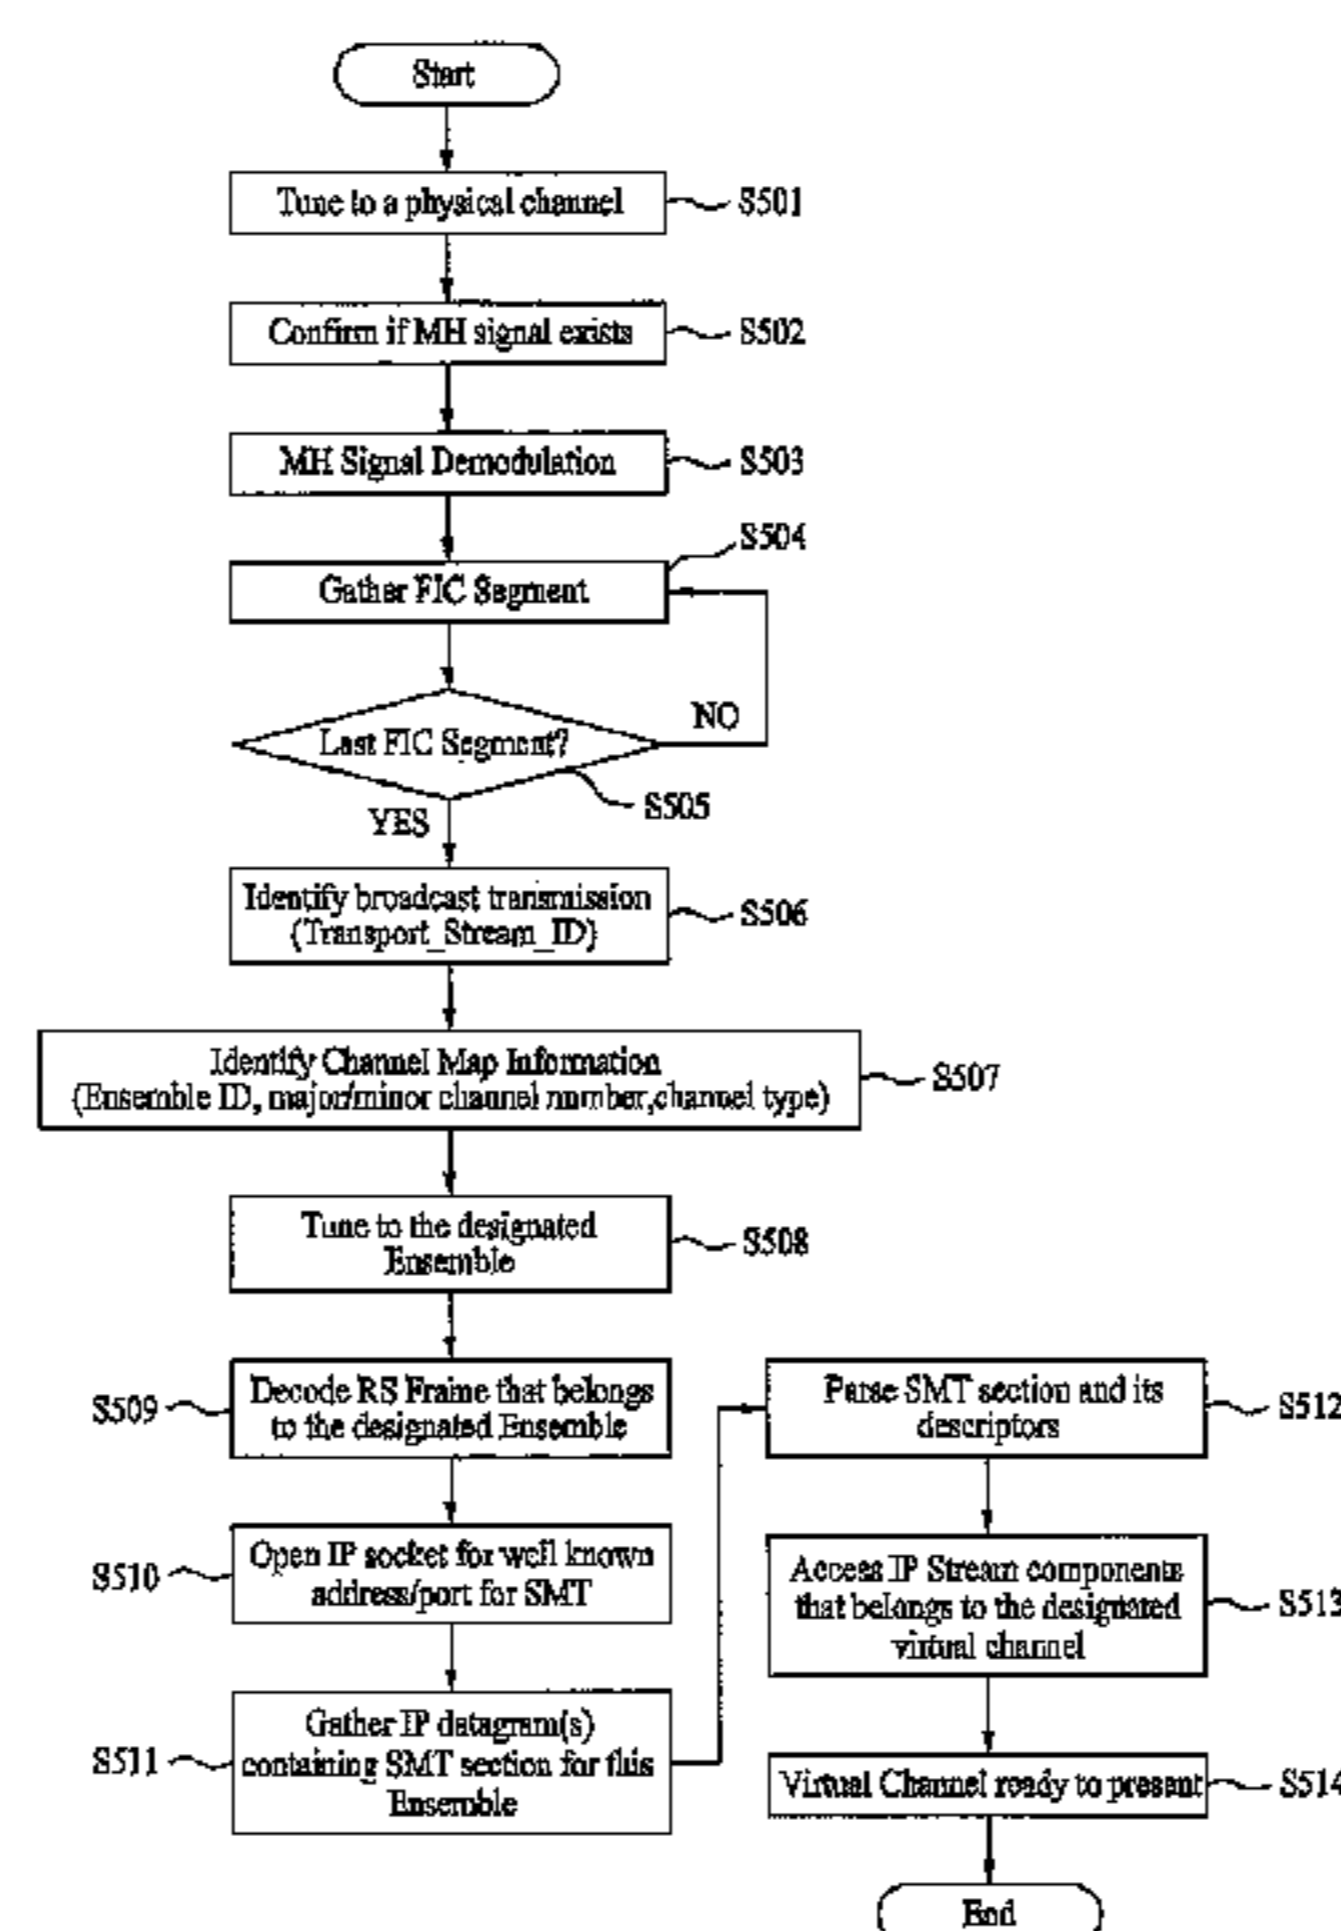 Start
Tune to a physical channel
S501
Confirm if MH signal exists
S502
MH Signal Demodulation
S503
S504
Gather FIC Segment
NO
Last FIC Segment?
S505
YES
Identify broadcast transmission
(Transport_Stream_ID)
S506
Identify Channel Map Information
(Ensemble ID, major/minor channel number,channel type)
S507
Tune to the designated
Ensemble
S508
S509
Decode RS Frame that belongs
to the designated Ensemble
S510
Open IP socket for well known
address/port for SMT
S511
Gather IP datagram(s)
containing SMT section for this
Ensemble
Parse SMT section and its
descriptors
S512
Access IP Stream components
that belongs to the designated
virtual channel
S513
Virtual Channel ready to present
S514
End